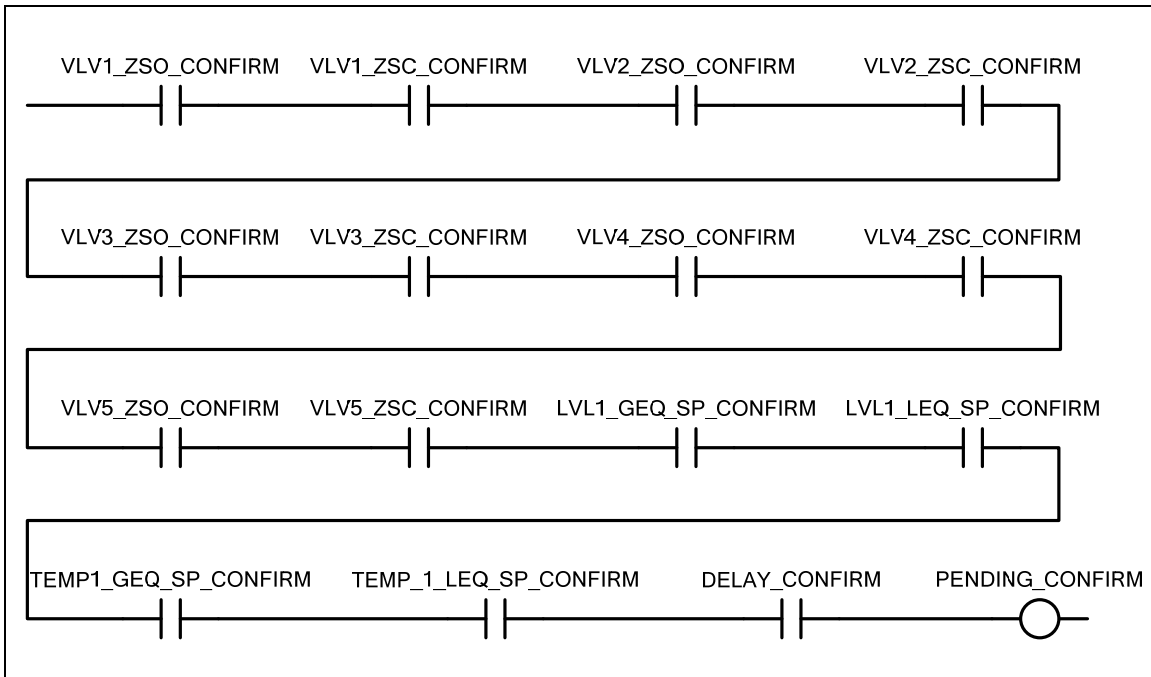 VLV1_ZSO_CONFIRM VLV1_ZSC_CONFIRM VLV2_ZSO_CONFIRM VLV2_ZSC_CONFIRM
VLV3_ZSO_CONFIRM VLV3_ZSC_CONFIRM VLV4_ZSO_CONFIRM VLV4_ZSC_CONFIRM
VLV5_ZSO_CONFIRM VLV5_ZSC_CONFIRM LVL1_GEQ_SP_CONFIRM LVL1_LEQ_SP_CONFIRM
TEMP1_GEQ_SP_CONFIRM TEMP_1_LEQ_SP_CONFIRM DELAY_CONFIRM PENDING_CONFIRM